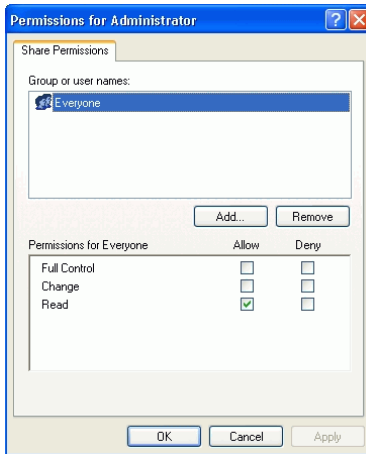 Permissions for Administrator
Share Permissions
Group or user names:
Everyone
Add... Remove
Permissions for Everyone Allow Deny
Full Control
Change
Read
OK Cancel Apply